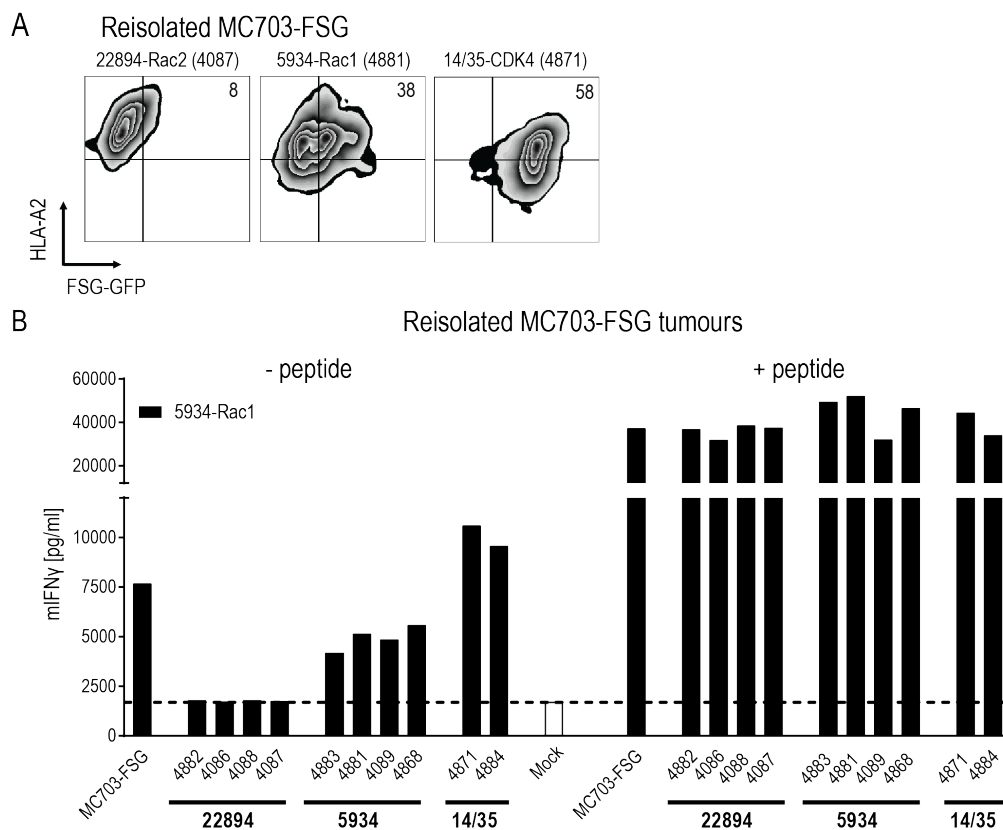 A
Reisolated MC703-FSG
22894-Rac2 (4087) 5934-Rac1 (4881) 14/35-CDK4 (4871)
8 38 58
HLA-A2
FSG-GFP
B
Reisolated MC703-FSG tumours
- peptide + peptide
5934-Rac1
mIFNγ [pg/ml]
60000
40000
20000
10000
7500
5000
2500
0
MC703-FSG 4882 4086 4088 4087 4883 4881 4089 4868 4871 4884 Mock MC703-FSG 4882 4086 4088 4087 4883 4881 4089 4868 4871 4884
22894 5934 14/35 22894 5934 14/35